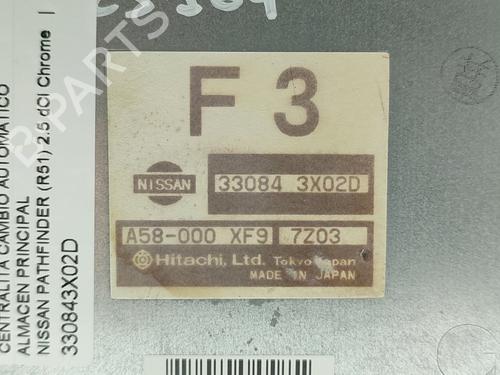 CENTRALITA CAMBIO AUTOMATICO
ALMACEN PRINCIPAL
NISSAN PATHFINDER (R51) 2.5 dCi Chrome |
330843X02D
F 3
NISSAN
33084 3X02D
A58-000 XF9 7Z03
Hitachi, Ltd. Tokyo Japan
MADE IN JAPAN
B-PARTS